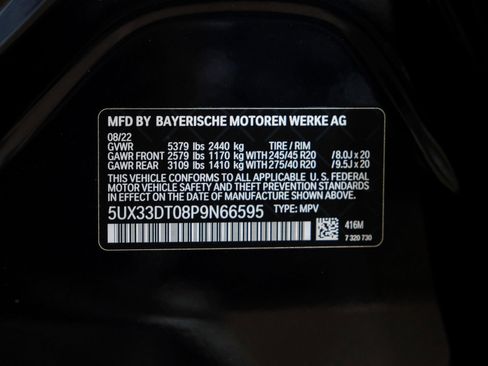 MFD BY BAYERISCHE MOTOREN WERKE AG
08/22
GVWR 5379 lbs 2440 kg TIRE / RIM
GAWR FRONT 2579 lbs 1170 kg WITH 245/45 R20 /8.0J x 20
GAWR REAR 3109 lbs 1410 kg WITH 275/40 R20 /9.5J x 20
THIS VEHICLE CONFORMS TO ALL APPLICABLE U.S. FEDERAL
MOTOR VEHICLE SAFETY AND THEFT PREVENTION STANDARDS
IN EFFECT ON THE DATE OF MANUFACTURE SHOWN ABOVE.
5UX33DT08P9N66595 TYPE: MPV
416M
7 320 730